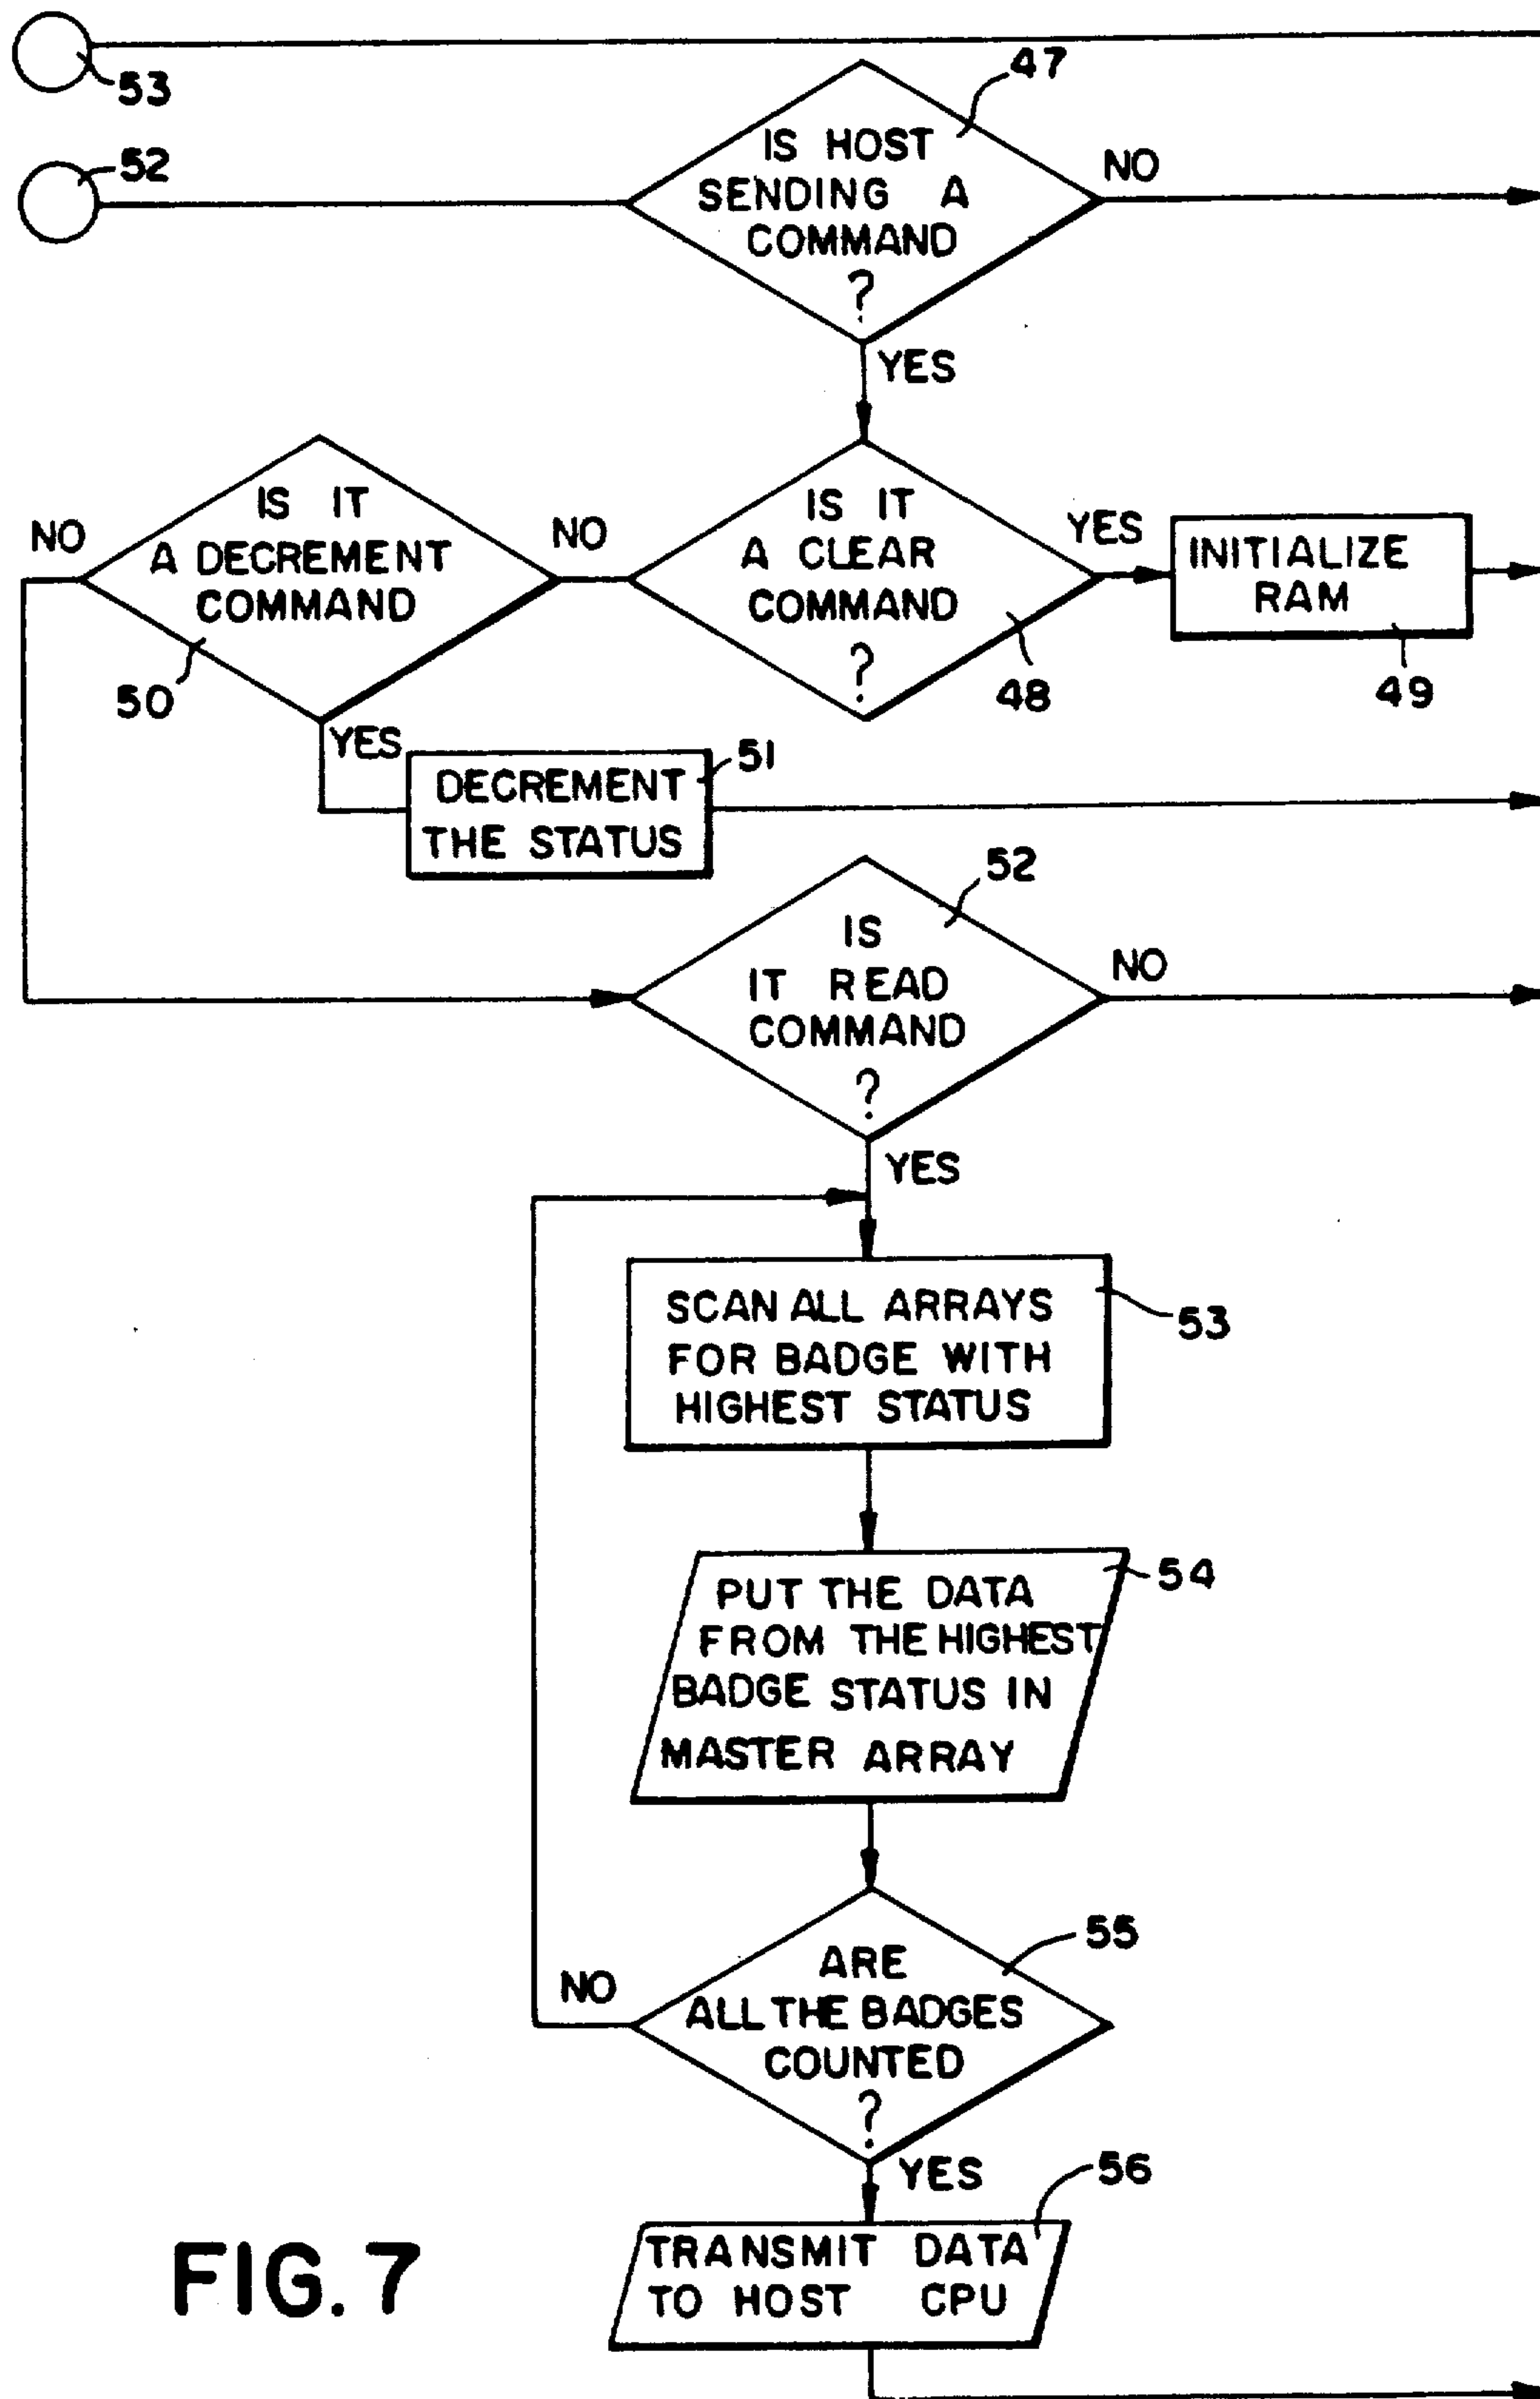 53
47
52
IS HOST
SENDING A
COMMAND
?
NO
YES
NO
IS IT
A DECREMENT
COMMAND
50
NO
IS IT
A CLEAR
COMMAND
?
48
YES
INITIALIZE
RAM
49
YES
DECREMENT
THE STATUS
51
52
IS
IT READ
COMMAND
?
NO
YES
SCAN ALL ARRAYS
FOR BADGE WITH
HIGHEST STATUS
53
PUT THE DATA
FROM THE HIGHEST
BADGE STATUS IN
MASTER ARRAY
54
55
NO
ARE
ALL THE BADGES
COUNTED
?
YES
56
TRANSMIT DATA
TO HOST CPU
FIG. 7